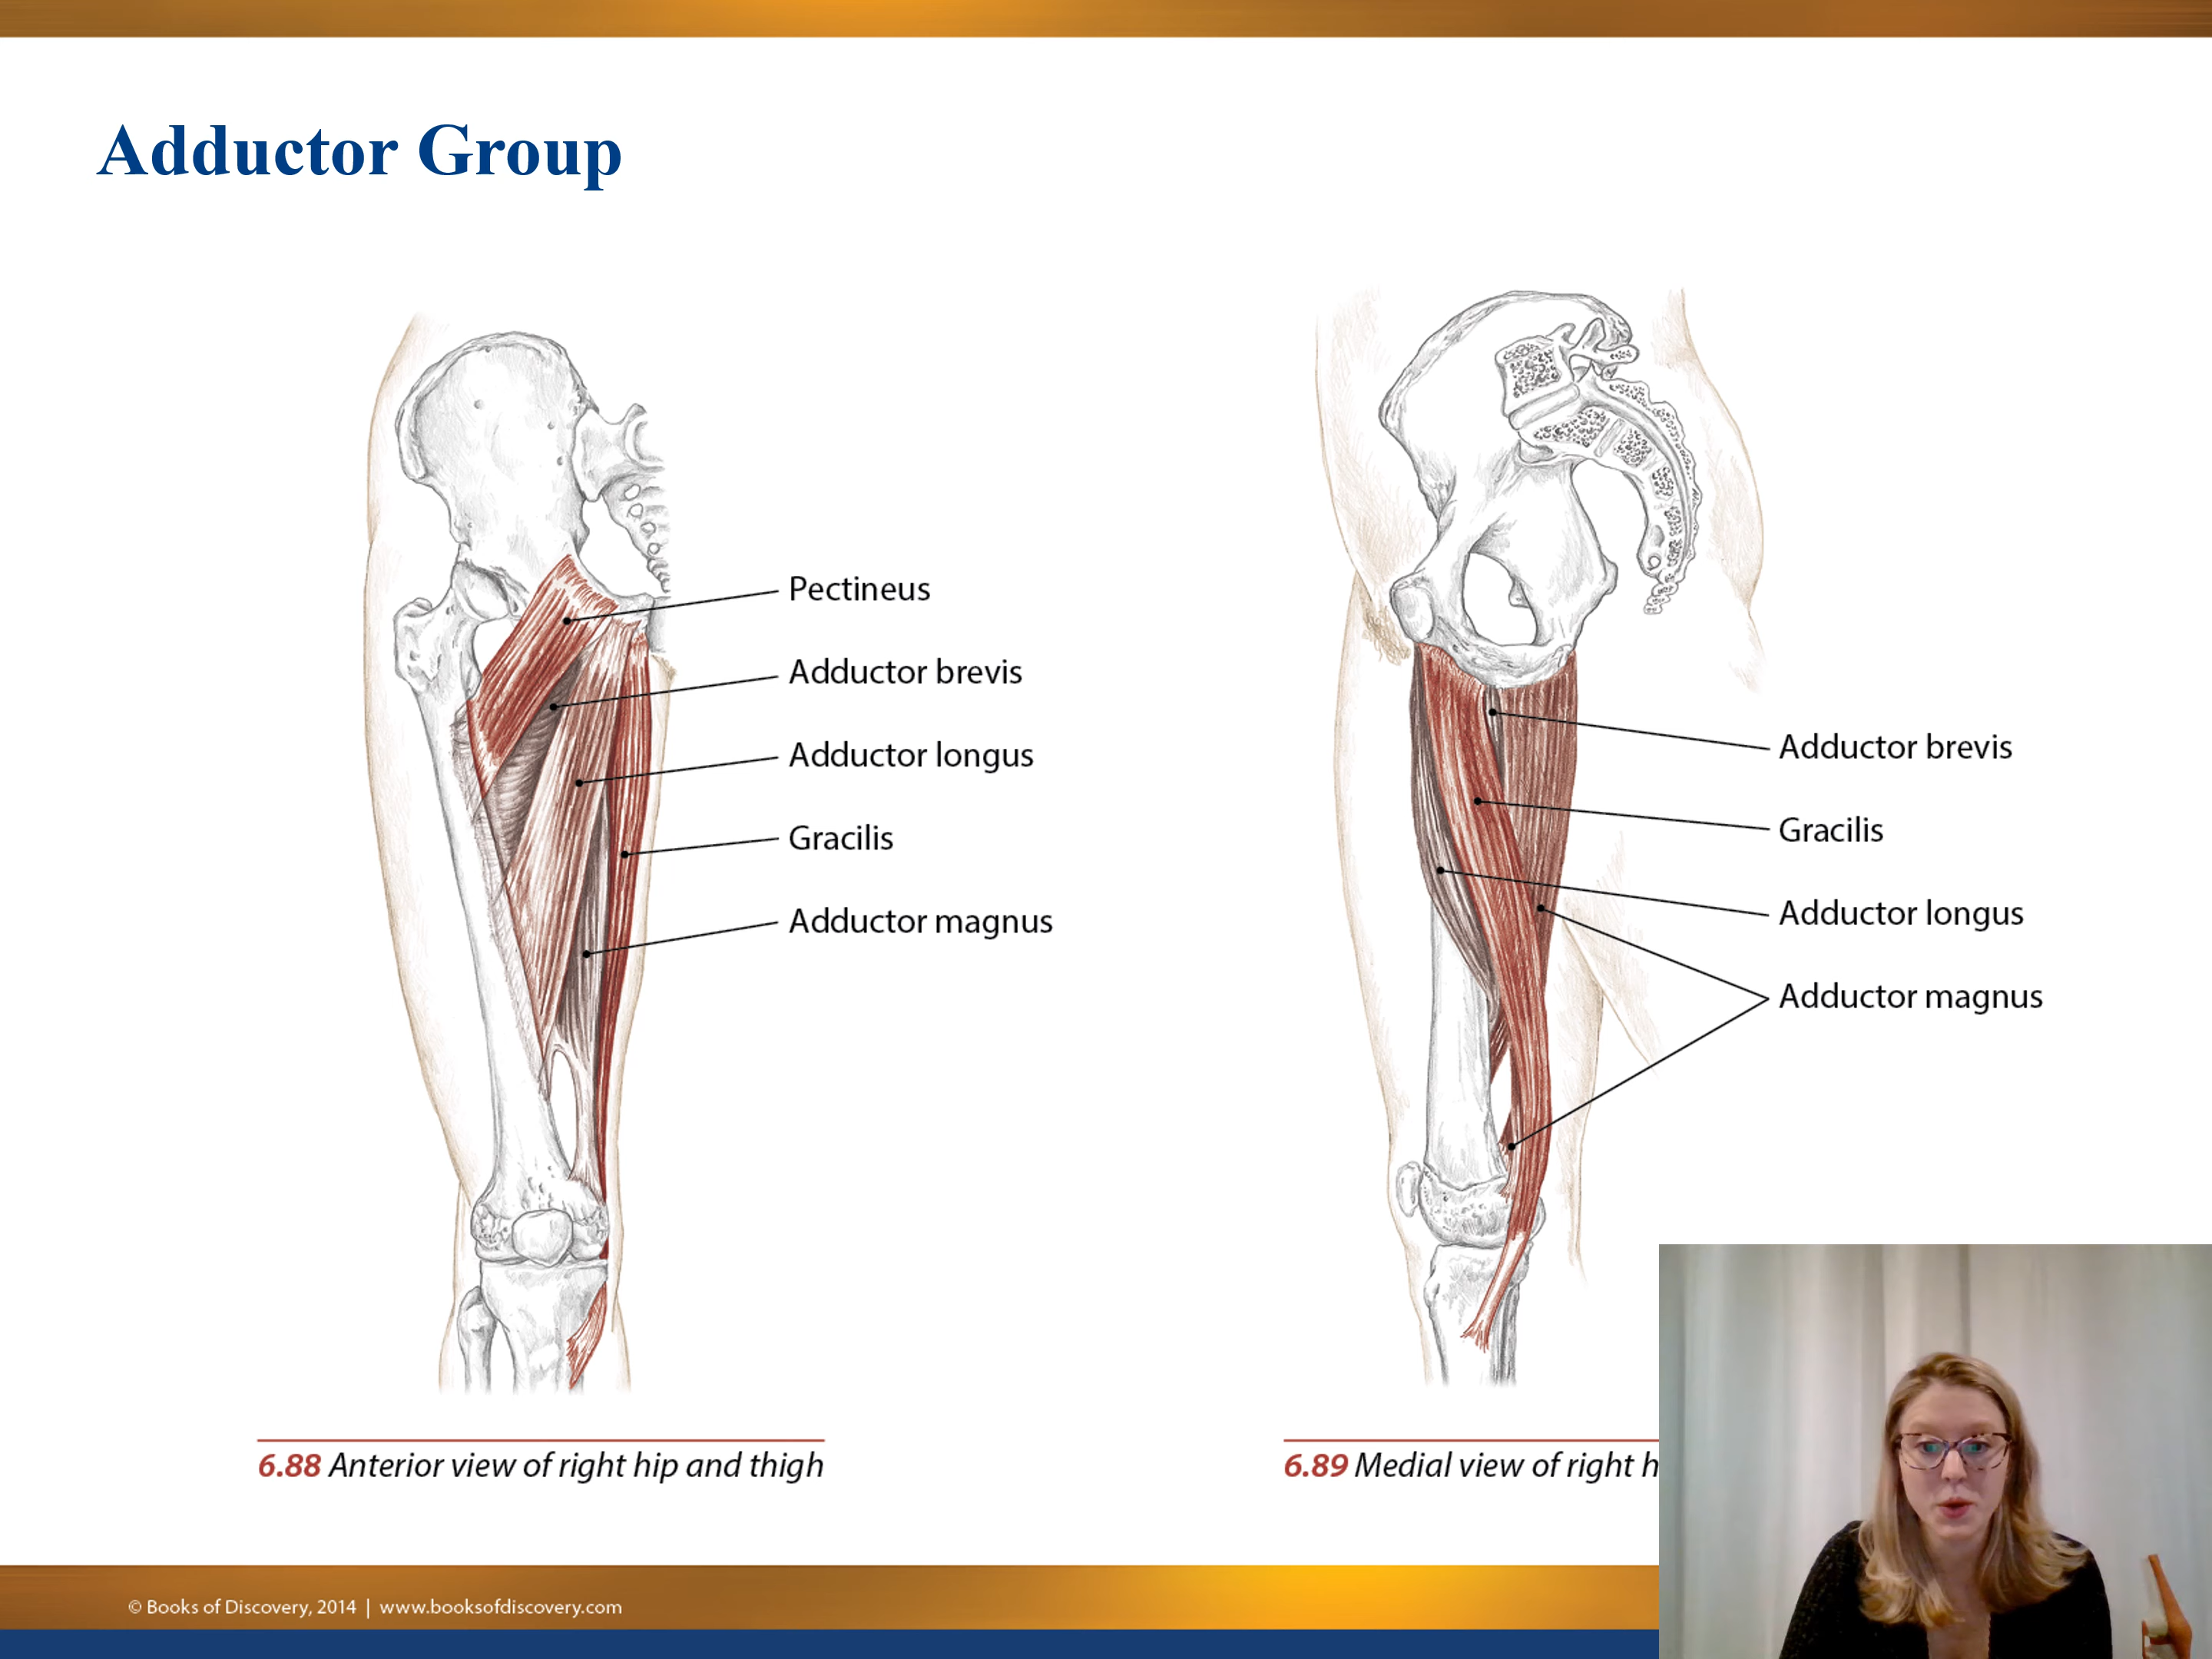 Adductor Group
Pectineus
Adductor brevis
Adductor longus
Gracilis
Adductor magnus
6.88 Anterior view of right hip and thigh
Adductor brevis
Gracilis
Adductor longus
Adductor magnus
6.89 Medial view of right h
© Books of Discovery, 2014 | www.booksofdiscovery.com